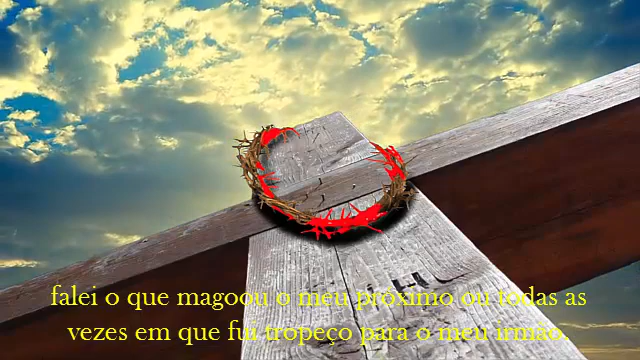 falei o que magoou o meu próximo ou todas as
vezes em que fui tropeço para o meu irmão.